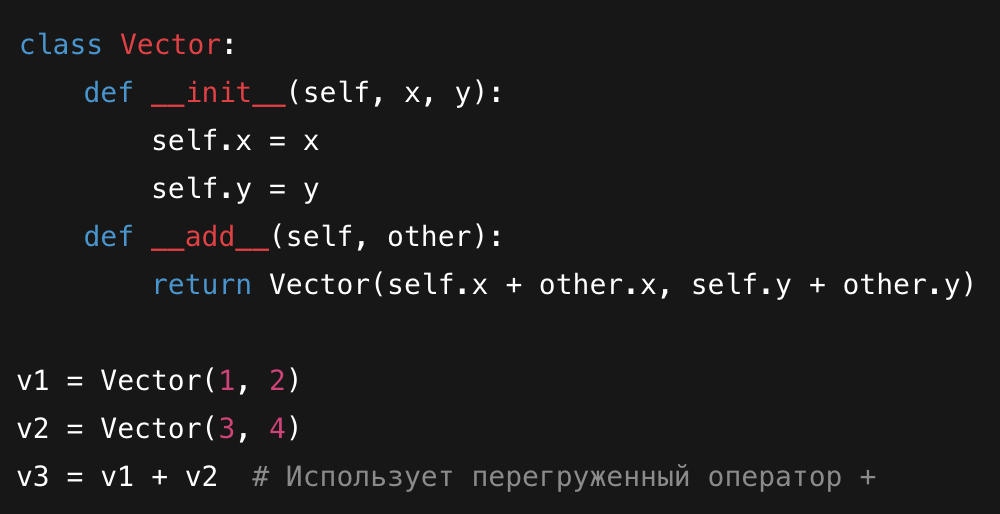 class Vector:
    def __init__(self, x, y):
        self.x = x
        self.y = y
    def __add__(self, other):
        return Vector(self.x + other.x, self.y + other.y)

v1 = Vector(1, 2)
v2 = Vector(3, 4)
v3 = v1 + v2  # Использует перегруженный оператор +